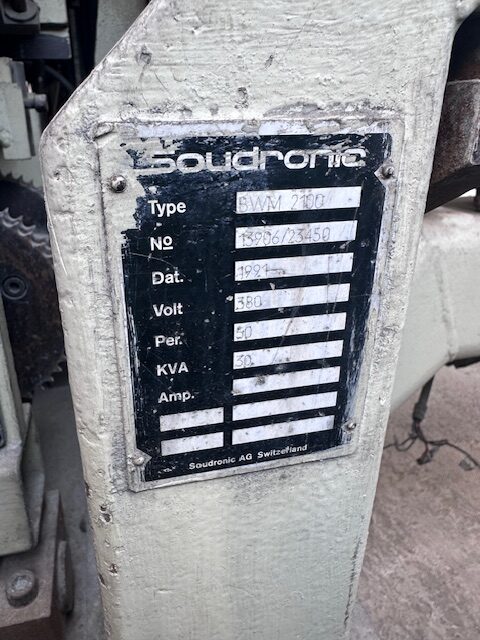 soudronic
Type BWM 2100
No 13906/23450
Dat. 1991
Volt 380
Per. 50
KVA 30
Amp.
Soudronic AG Switzerland